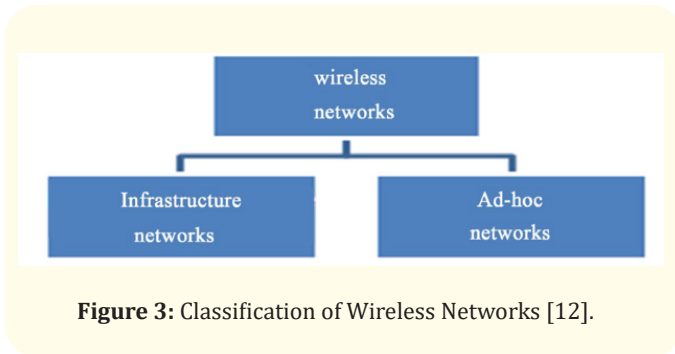 wireless
networks
Infrastructure
networks
Ad-hoc
networks
Figure 3: Classification of Wireless Networks [12].